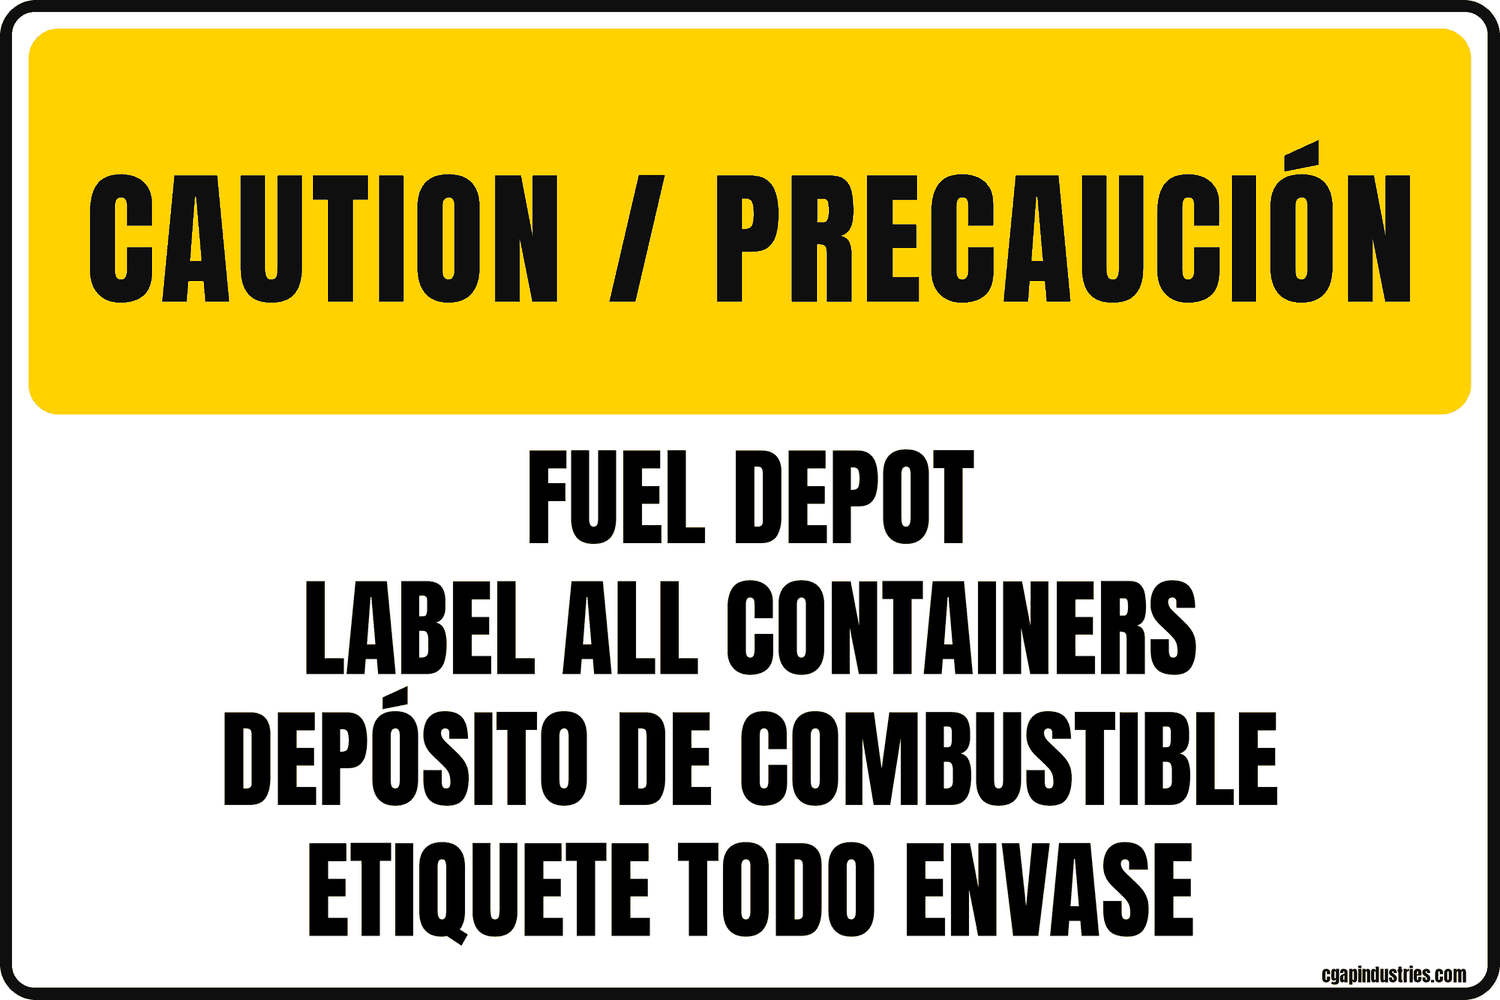 CAUTION / PRECAUCIÓN
FUEL DEPOT
LABEL ALL CONTAINERS
DEPÓSITO DE COMBUSTIBLE
ETIQUETE TODO ENVASE
cgapindustries.com